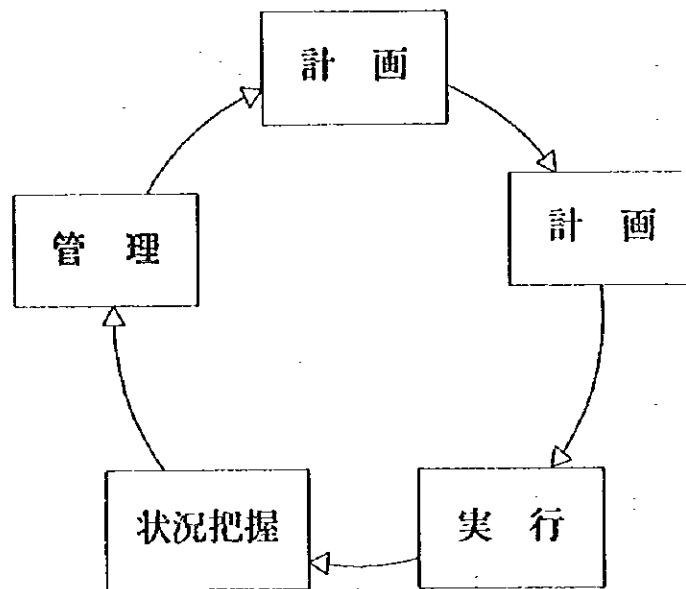 計 画
計 画
管 理
状況把握
実 行